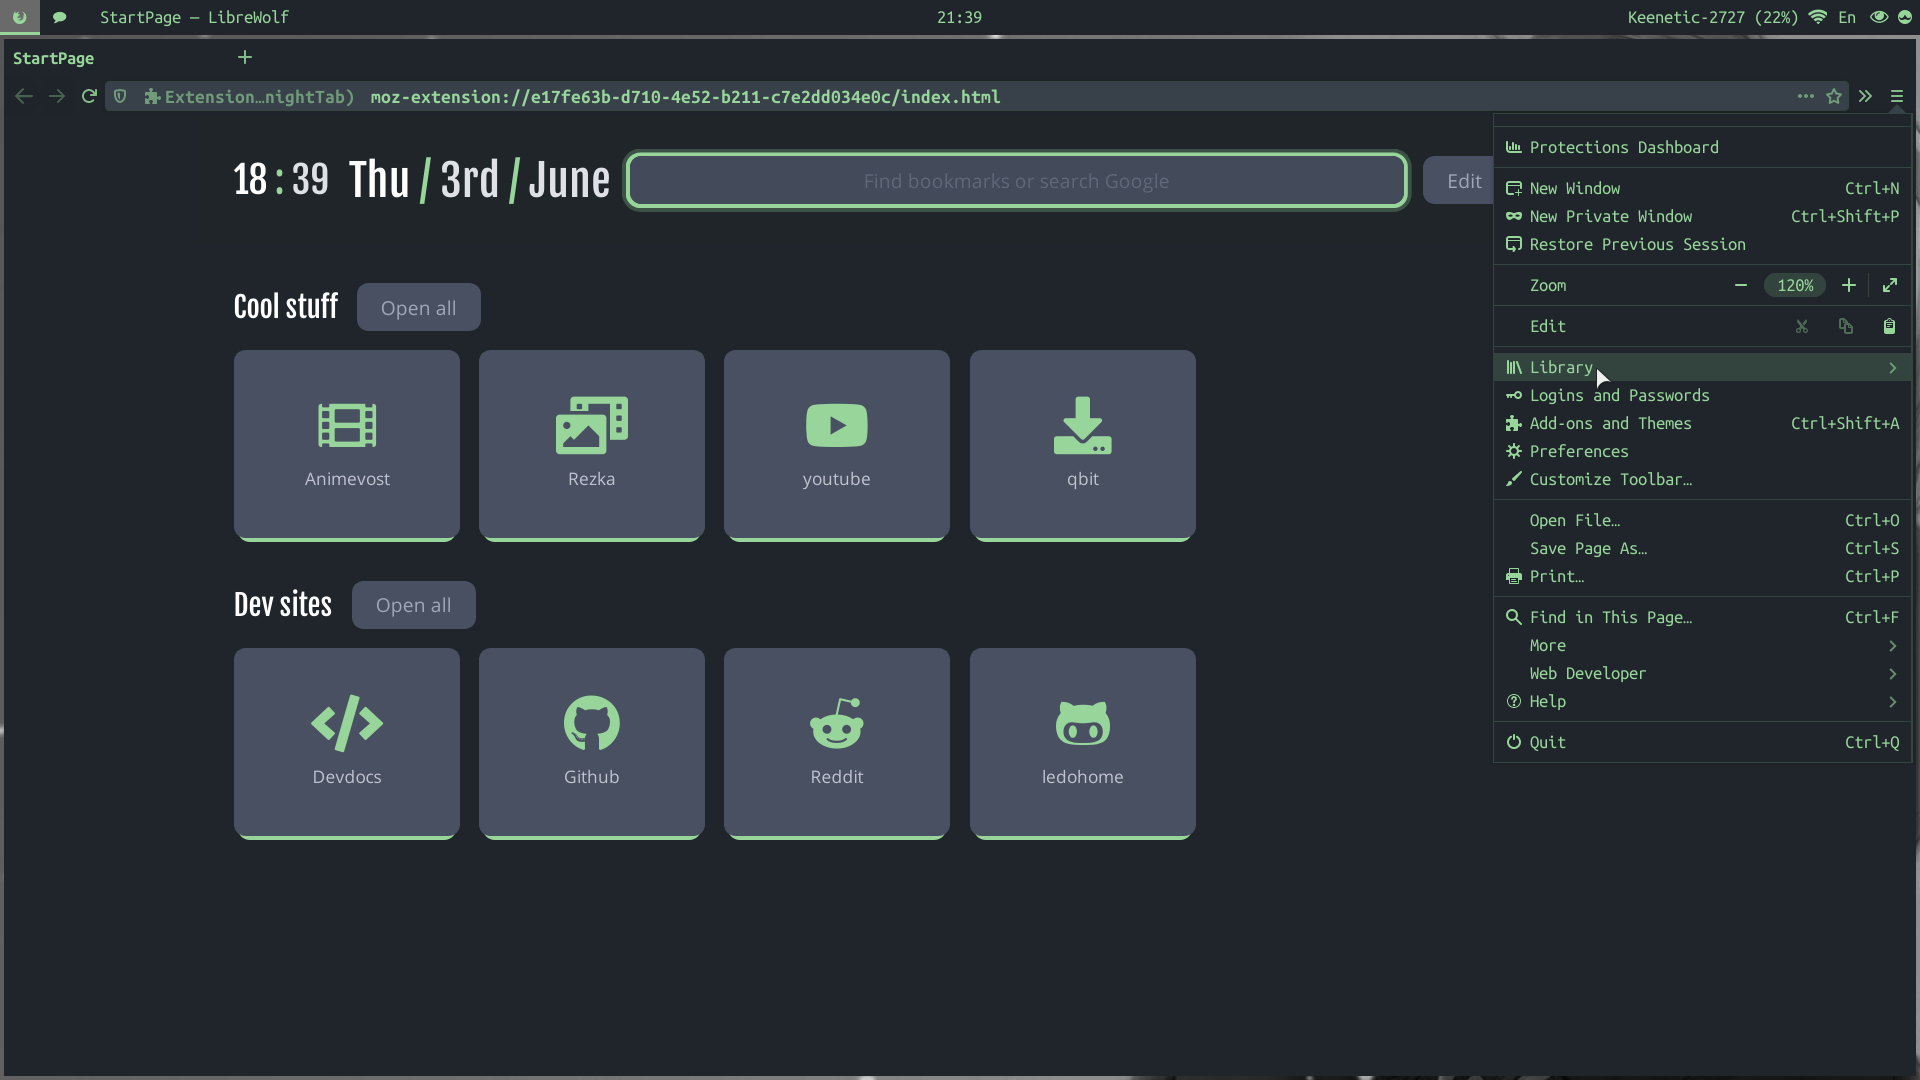 StartPage — LibreWolf
21:39
Keenetic-2727 (22%)
En
StartPage
Extension…nightTab)
moz-extension://e17fe63b-d710-4e52-b211-c7e2dd034e0c/index.html
18:39
Thu / 3rd / June
Find bookmarks or search Google
Edit
Cool stuff
Open all
Animevost
Rezka
youtube
qbit
Dev sites
Open all
Devdocs
Github
Reddit
ledohome
Protections Dashboard
New Window Ctrl+N
New Private Window Ctrl+Shift+P
Restore Previous Session
Zoom 120%
Edit
Library
Logins and Passwords
Add-ons and Themes Ctrl+Shift+A
Preferences
Customize Toolbar…
Open File… Ctrl+O
Save Page As… Ctrl+S
Print… Ctrl+P
Find in This Page… Ctrl+F
More
Web Developer
Help
Quit Ctrl+Q